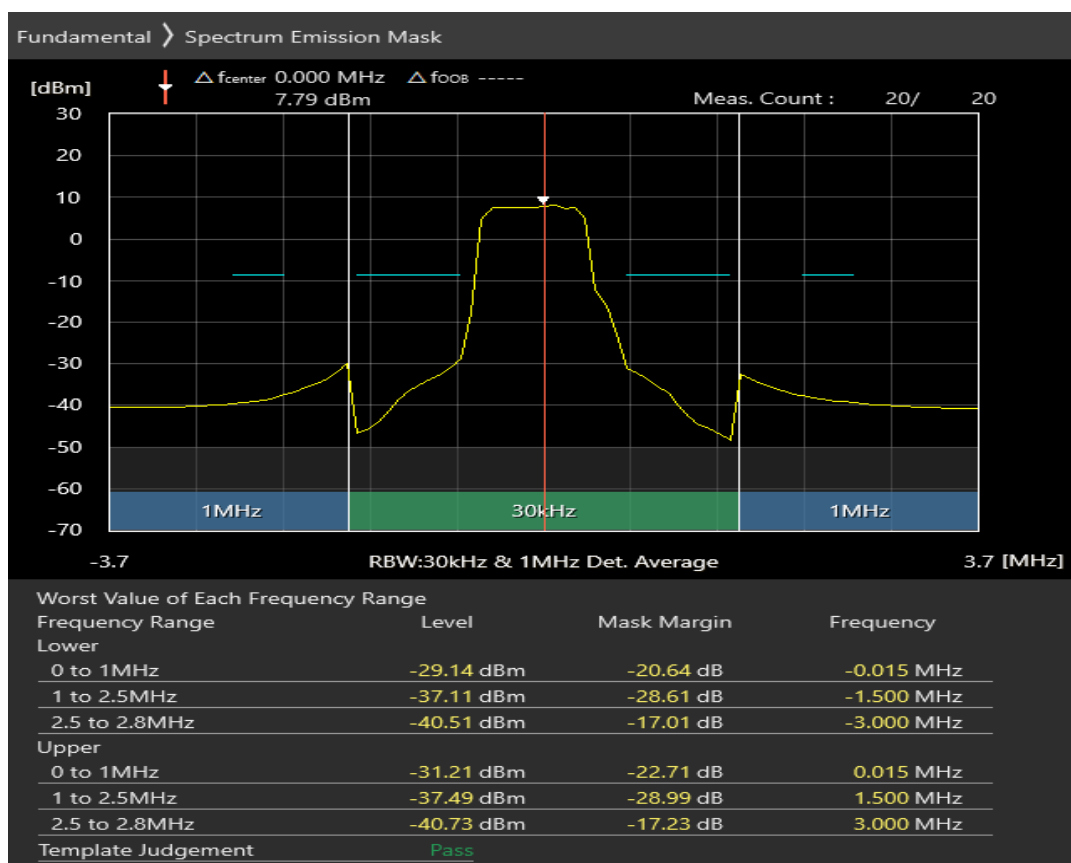 Fundamental 〉 Spectrum Emission Mask
[dBm]
△ fcenter 0.000 MHz △ fOOB -----
7.79 dBm
Meas. Count : 20/ 20
30
20
10
0
-10
-20
-30
-40
-50
-60
-70
1MHz 30kHz 1MHz
-3.7 RBW:30kHz & 1MHz Det. Average 3.7 [MHz]
Worst Value of Each Frequency Range
Frequency Range Level Mask Margin Frequency
Lower
0 to 1MHz -29.14 dBm -20.64 dB -0.015 MHz
1 to 2.5MHz -37.11 dBm -28.61 dB -1.500 MHz
2.5 to 2.8MHz -40.51 dBm -17.01 dB -3.000 MHz
Upper
0 to 1MHz -31.21 dBm -22.71 dB 0.015 MHz
1 to 2.5MHz -37.49 dBm -28.99 dB 1.500 MHz
2.5 to 2.8MHz -40.73 dBm -17.23 dB 3.000 MHz
Template Judgement Pass